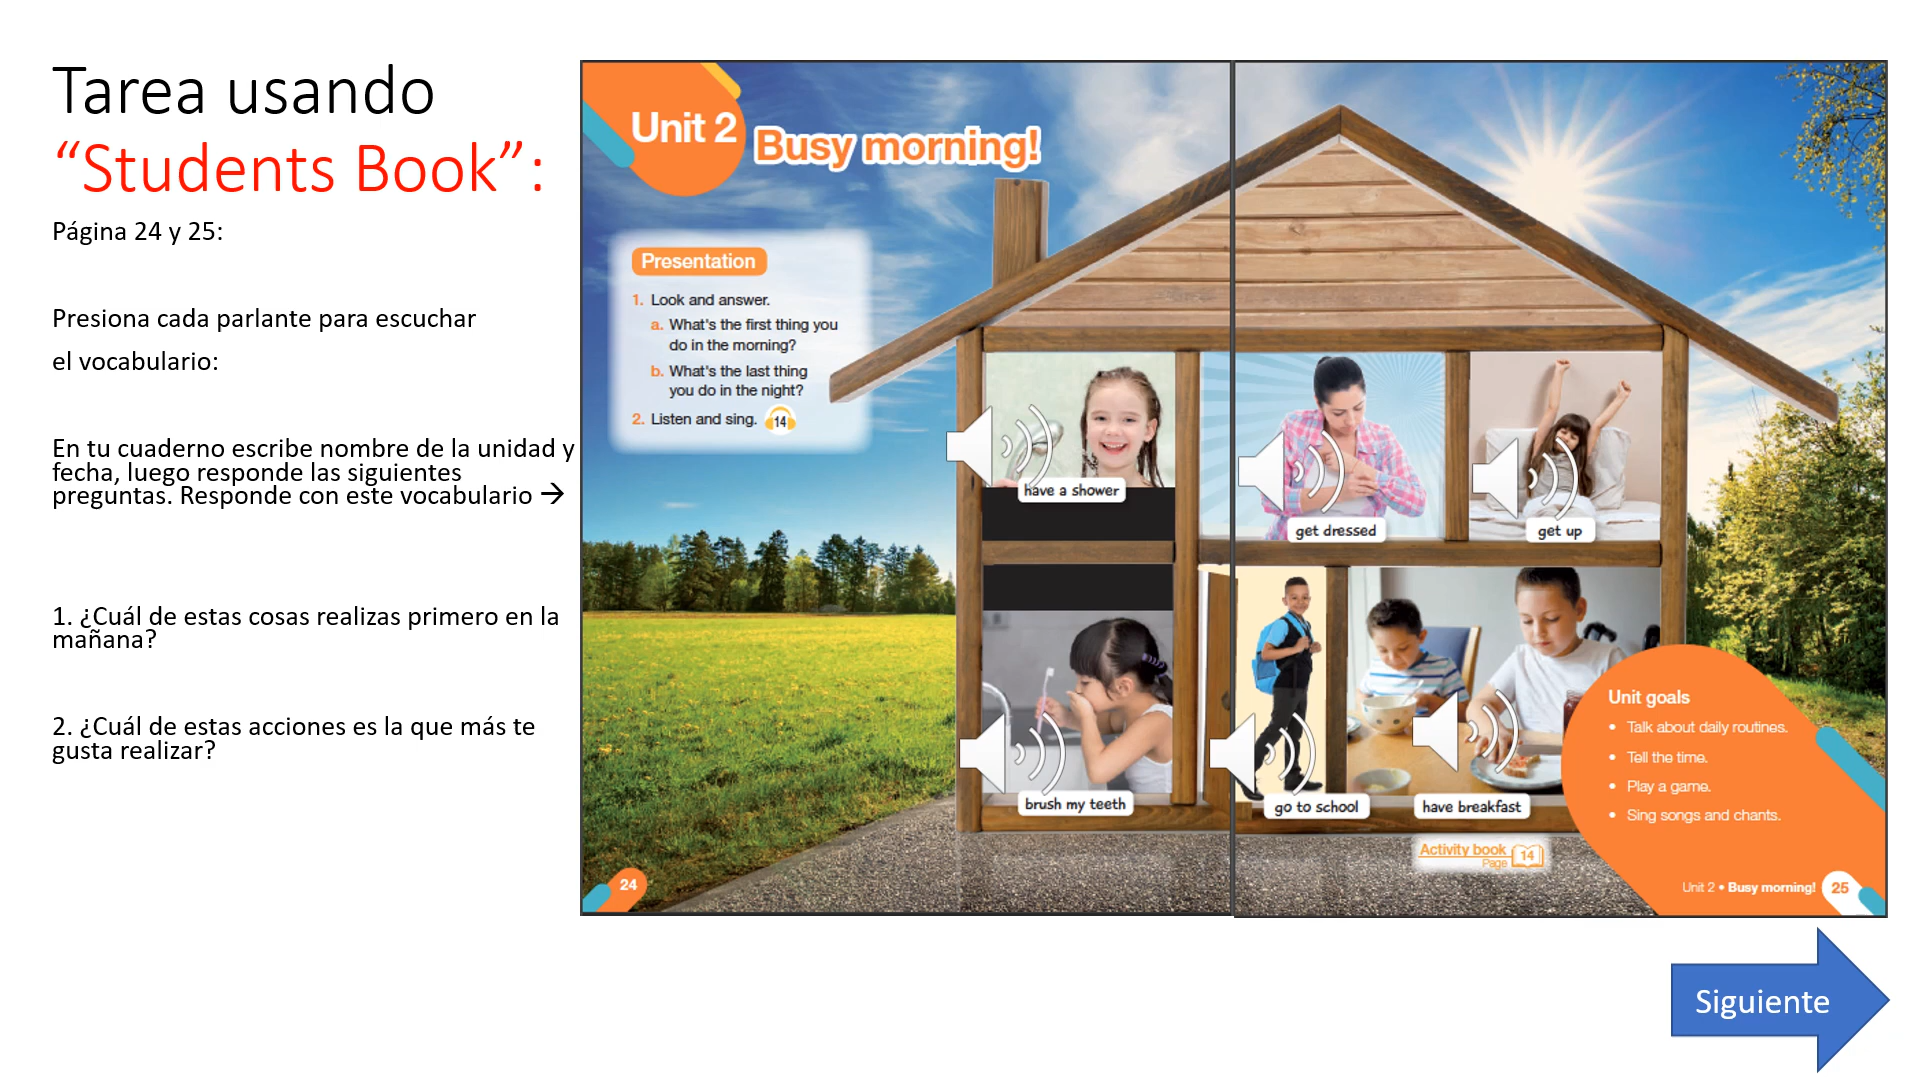 Tarea usando
“Students Book”:
Página 24 y 25:
Presiona cada parlante para escuchar
el vocabulario:
En tu cuaderno escribe nombre de la unidad y
fecha, luego responde las siguientes
preguntas. Responde con este vocabulario →
1. ¿Cuál de estas cosas realizas primero en la
mañana?
2. ¿Cuál de estas acciones es la que más te
gusta realizar?
Unit 2
Busy morning!
Presentation
1. Look and answer.
a. What's the first thing you
do in the morning?
b. What's the last thing
you do in the night?
2. Listen and sing. 14
have a shower
get dressed
get up
brush my teeth
go to school
have breakfast
Unit goals
• Talk about daily routines.
• Tell the time.
• Play a game.
• Sing songs and chants.
Activity book
Page 14
24
Unit 2 • Busy morning! 25
Siguiente